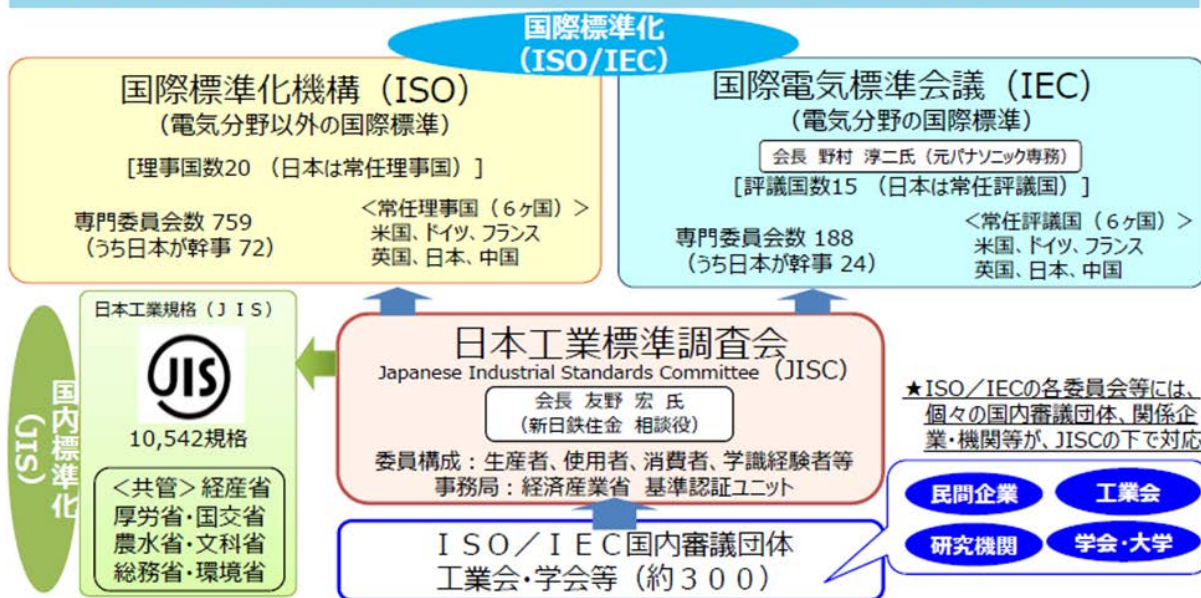 国際標準化
(ISO/IEC)
国際標準化機構（ISO）
（電気分野以外の国際標準）
[理事国数20 （日本は常任理事国）]
専門委員会数 759
（うち日本が幹事 72）
＜常任理事国（６ヶ国）＞
米国、ドイツ、フランス
英国、日本、中国
国際電気標準会議（IEC）
（電気分野の国際標準）
会長 野村 淳二氏（元パナソニック専務）
[評議国数15 （日本は常任評議国）]
専門委員会数 188
（うち日本が幹事 24）
＜常任評議国（６ヶ国）＞
米国、ドイツ、フランス
英国、日本、中国
国内標準化
（JIS）
日本工業規格（ＪＩＳ）
JIS
10,542規格
＜共管＞経産省
厚労省・国交省
農水省・文科省
総務省・環境省
日本工業標準調査会
Japanese Industrial Standards Committee（JISC）
会長 友野 宏 氏
（新日鉄住金 相談役）
委員構成：生産者、使用者、消費者、学識経験者等
事務局：経済産業省 基準認証ユニット
ＩＳＯ／ＩＥＣ国内審議団体
工業会・学会等（約３００）
★ISO／IECの各委員会等には、
個々の国内審議団体、関係企
業・機関等が、JISCの下で対応
民間企業
工業会
研究機関
学会・大学